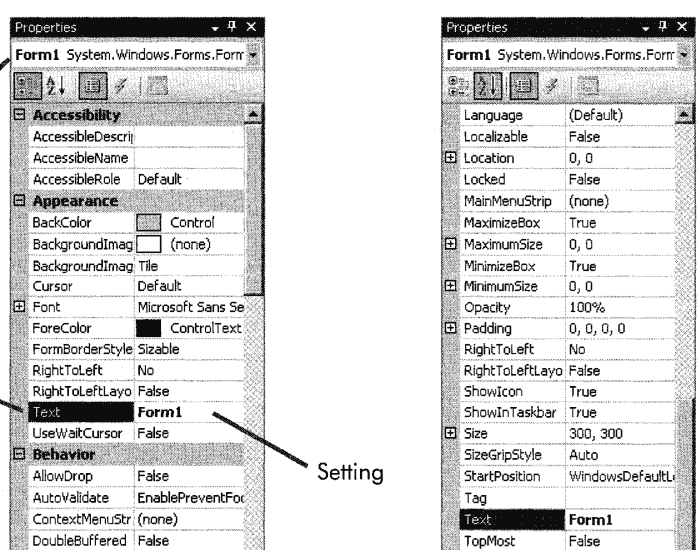 Properties
Form1 System.Windows.Forms.Form
Accessibility
AccessibleDescri
AccessibleName
AccessibleRole Default
Appearance
BackColor Control
BackgroundImag (none)
BackgroundImag Tile
Cursor Default
Font Microsoft Sans Se
ForeColor ControlText
FormBorderStyle Sizable
RightToLeft No
RightToLeftLayo False
Text Form1
UseWaitCursor False
Behavior
AllowDrop False
AutoValidate EnablePreventFoc
ContextMenuStr (none)
DoubleBuffered False
Setting
Properties
Form1 System.Windows.Forms.Form
Language (Default)
Localizable False
Location 0, 0
Locked False
MainMenuStrip (none)
MaximizeBox True
MaximumSize 0, 0
MinimizeBox True
MinimumSize 0, 0
Opacity 100%
Padding 0, 0, 0, 0
RightToLeft No
RightToLeftLayo False
ShowIcon True
ShowInTaskbar True
Size 300, 300
SizeGripStyle Auto
StartPosition WindowsDefaultL
Tag
Text Form1
TopMost False